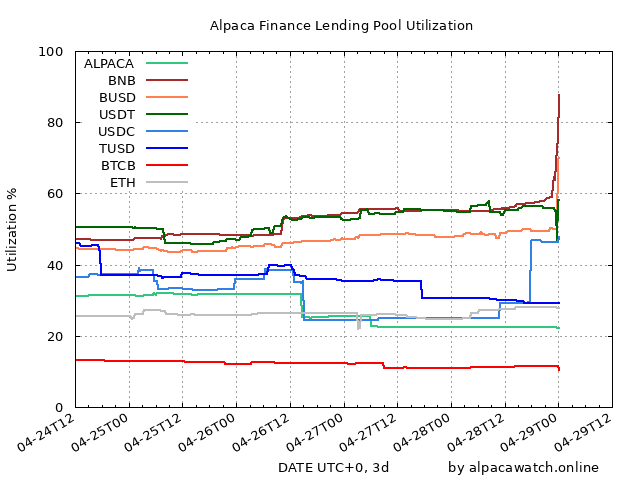 Alpaca Finance Lending Pool Utilization
100
80
60
40
20
0
Utilization %
ALPACA
BNB
BUSD
USDT
USDC
TUSD
BTCB
ETH
04-24T12
04-25T00
04-25T12
04-26T00
04-26T12
04-27T00
04-27T12
04-28T00
04-28T12
04-29T00
04-29T12
DATE UTC+0, 3d
by alpacawatch.online